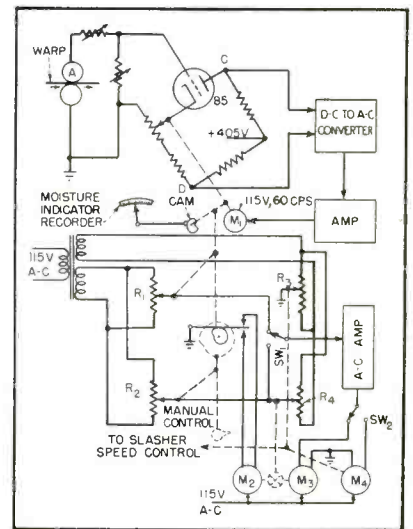 WARP
A
C
85
+405V
D-C TO A-C
CONVERTER
D
CAM
MOISTURE
INDICATOR
RECORDER
M1
115V, 60 CPS
AMP
115V
A-C
R1
R3
SW1
A-C AMP
R2
R4
MANUAL
CONTROL
SW2
TO SLASHER
SPEED CONTROL
M2
M3
M4
115V
A-C